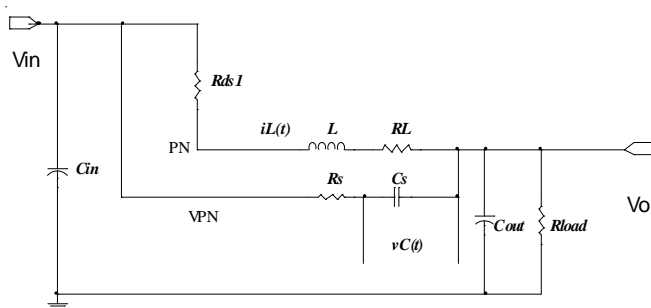 Vin
Rds1
iL(t) L RL
PN
Cin
Rs Cs
VPN
Vo
Cout Rload
vC(t)